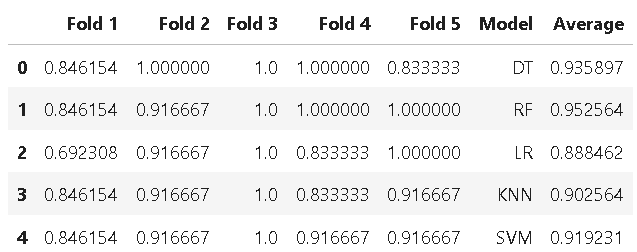 Fold 1 Fold 2 Fold 3 Fold 4 Fold 5 Model Average
0 0.846154 1.000000 1.0 1.000000 0.833333 DT 0.935897
1 0.846154 0.916667 1.0 1.000000 1.000000 RF 0.952564
2 0.692308 0.916667 1.0 0.833333 1.000000 LR 0.888462
3 0.846154 0.916667 1.0 0.833333 0.916667 KNN 0.902564
4 0.846154 0.916667 1.0 0.916667 0.916667 SVM 0.919231